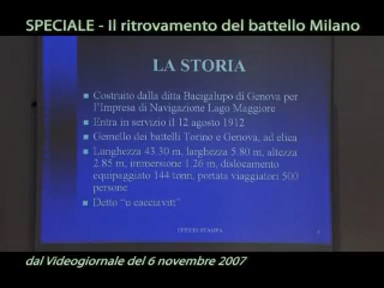 SPECIALE - Il ritrovamento del battello Milano
LA STORIA
Costruito dalla ditta Bacigalupo di Genova per
l'Impresa di Navigazione Lago Maggiore
Entra in servizio il 12 agosto 1912
Gemello dei battelli Torino e Genova, ad elica
Lunghezza 43.30 m, larghezza 5.80 m, altezza
2.85 m, immersione 1.26 m, dislocamento
equipaggiato 144 tonn, portata viaggiatori 500
persone
Detto "u cacciavitt"
UFFICIO STAMPA
dal Videogiornale del 6 novembre 2007